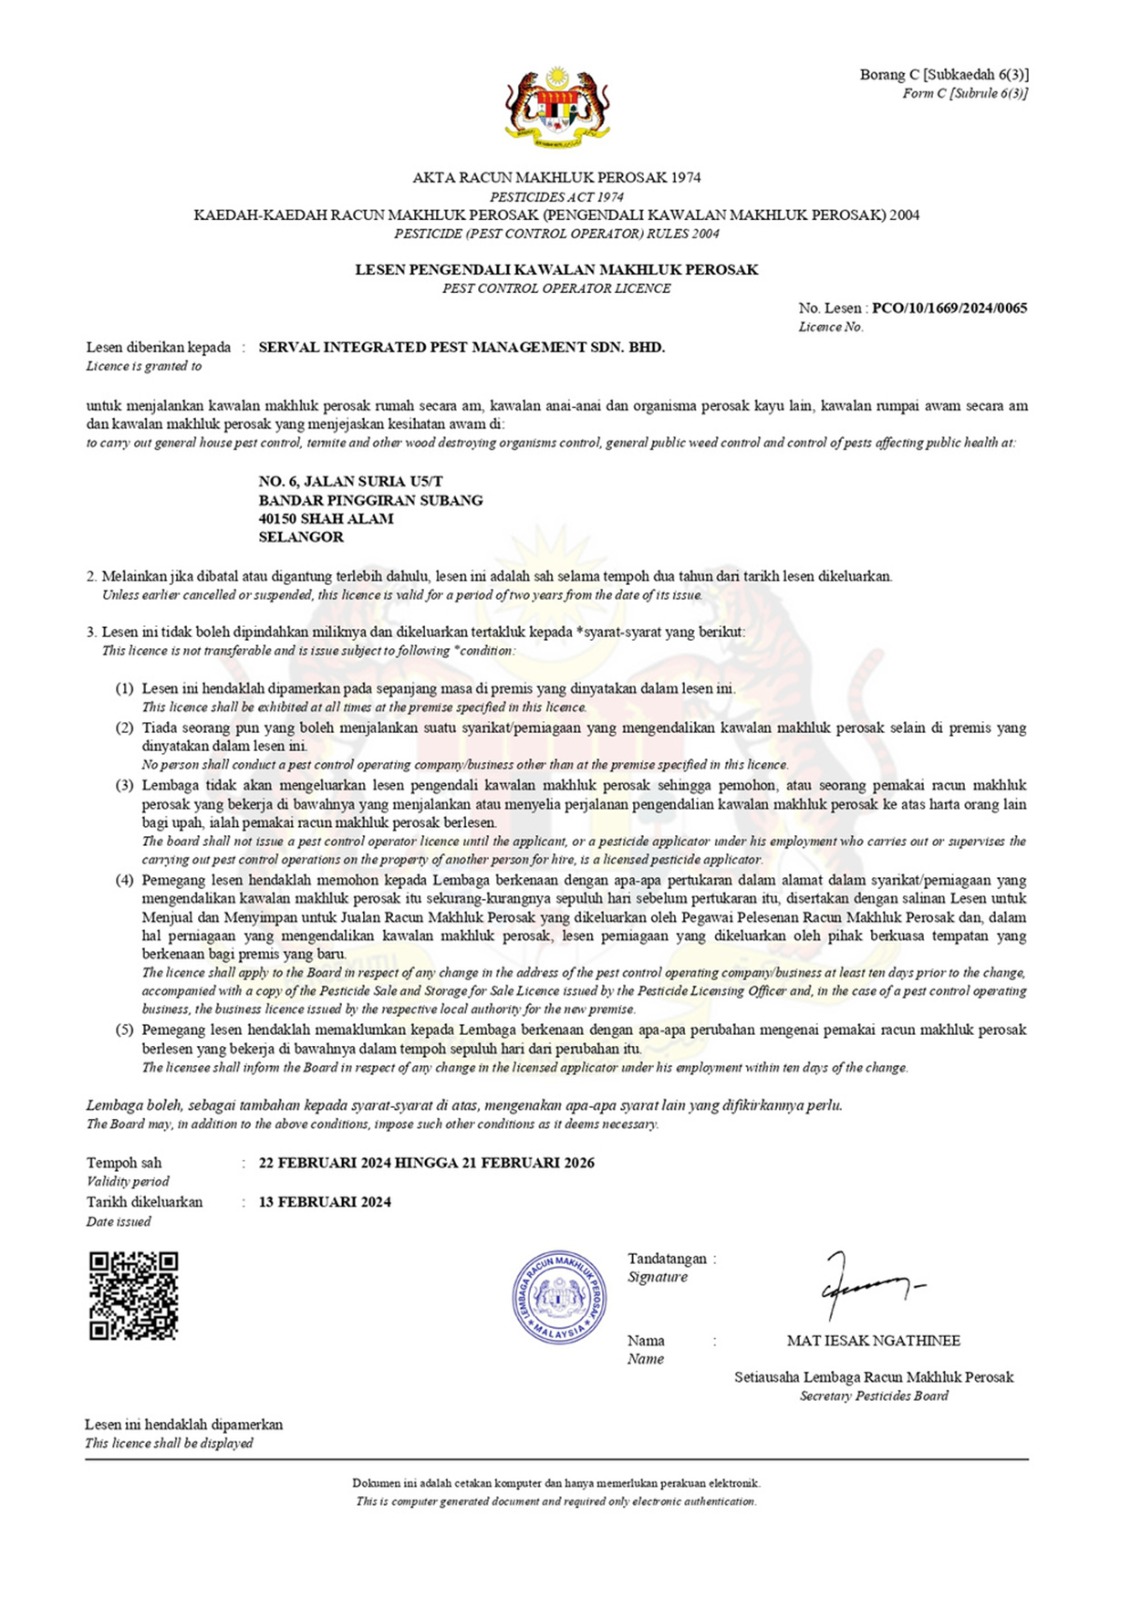 Borang C [Subkaedah 6(3)]
Form C [Subrule 6(3)]
AKTA RACUN MAKHLUK PEROSAK 1974
PESTICIDES ACT 1974
KAEDAH-KAEDAH RACUN MAKHLUK PEROSAK (PENGENDALI KAWALAN MAKHLUK PEROSAK) 2004
PESTICIDE (PEST CONTROL OPERATOR) RULES 2004
LESEN PENGENDALI KAWALAN MAKHLUK PEROSAK
PEST CONTROL OPERATOR LICENCE
No. Lesen : PCO/10/1669/2024/0065
Licence No.
Lesen diberikan kepada : SERVAL INTEGRATED PEST MANAGEMENT SDN. BHD.
Licence is granted to
untuk menjalankan kawalan makhluk perosak rumah secara am, kawalan anai-anai dan organisma perosak kayu lain, kawalan rumpai awam secara am
dan kawalan makhluk perosak yang menjejaskan kesihatan awam di:
to carry out general house pest control, termite and other wood destroying organisms control, general public weed control and control of pests affecting public health at:
NO. 6, JALAN SURIA U5/T
BANDAR PINGGIRAN SUBANG
40150 SHAH ALAM
SELANGOR
2. Melainkan jika dibatal atau digantung terlebih dahulu, lesen ini adalah sah selama tempoh dua tahun dari tarikh lesen dikeluarkan.
Unless earlier cancelled or suspended, this licence is valid for a period of two years from the date of its issue.
3. Lesen ini tidak boleh dipindahkan miliknya dan dikeluarkan tertakluk kepada *syarat-syarat yang berikut:
This licence is not transferable and is issue subject to following *condition:
(1) Lesen ini hendaklah dipamerkan pada sepanjang masa di premis yang dinyatakan dalam lesen ini.
This licence shall be exhibited at all times at the premise specified in this licence.
(2) Tiada seorang pun yang boleh menjalankan suatu syarikat/perniagaan yang mengendalikan kawalan makhluk perosak selain di premis yang
dinyatakan dalam lesen ini.
No person shall conduct a pest control operating company/business other than at the premise specified in this licence.
(3) Lembaga tidak akan mengeluarkan lesen pengendali kawalan makhluk perosak sehingga pemohon, atau seorang pemakai racun makhluk
perosak yang bekerja di bawahnya yang menjalankan atau menyelia perjalanan pengendalian kawalan makhluk perosak ke atas harta orang lain
bagi upah, ialah pemakai racun makhluk perosak berlesen.
The board shall not issue a pest control operator licence until the applicant, or a pesticide applicator under his employment who carries out or supervises the
carrying out pest control operations on the property of another person for hire, is a licensed pesticide applicator.
(4) Pemegang lesen hendaklah memohon kepada Lembaga berkenaan dengan apa-apa pertukaran dalam alamat dalam syarikat/perniagaan yang
mengendalikan kawalan makhluk perosak itu sekurang-kurangnya sepuluh hari sebelum pertukaran itu, disertakan dengan salinan Lesen untuk
Menjual dan Menyimpan untuk Jualan Racun Makhluk Perosak yang dikeluarkan oleh Pegawai Pelesenan Racun Makhluk Perosak dan, dalam
hal perniagaan yang mengendalikan kawalan makhluk perosak, lesen perniagaan yang dikeluarkan oleh pihak berkuasa tempatan yang
berkenaan bagi premis yang baru.
The licence shall apply to the Board in respect of any change in the address of the pest control operating company/business at least ten days prior to the change,
accompanied with a copy of the Pesticide Sale and Storage for Sale Licence issued by the Pesticide Licensing Officer and, in the case of a pest control operating
business, the business licence issued by the respective local authority for the new premise.
(5) Pemegang lesen hendaklah memaklumkan kepada Lembaga berkenaan dengan apa-apa perubahan mengenai pemakai racun makhluk perosak
berlesen yang bekerja di bawahnya dalam tempoh sepuluh hari dari perubahan itu.
The licensee shall inform the Board in respect of any change in the licensed applicator under his employment within ten days of the change.
Lembaga boleh, sebagai tambahan kepada syarat-syarat di atas, mengenakan apa-apa syarat lain yang difikirkannya perlu.
The Board may, in addition to the above conditions, impose such other conditions as it deems necessary.
Tempoh sah : 22 FEBRUARI 2024 HINGGA 21 FEBRUARI 2026
Validity period
Tarikh dikeluarkan : 13 FEBRUARI 2024
Date issued
LEMBAGA RACUN MAKHLUK PEROSAK
* MALAYSIA *
Tandatangan :
Signature
Nama : MAT IESAK NGATHINEE
Name
Setiausaha Lembaga Racun Makhluk Perosak
Secretary Pesticides Board
Lesen ini hendaklah dipamerkan
This licence shall be displayed
Dokumen ini adalah cetakan komputer dan hanya memerlukan perakuan elektronik.
This is computer generated document and required only electronic authentication.